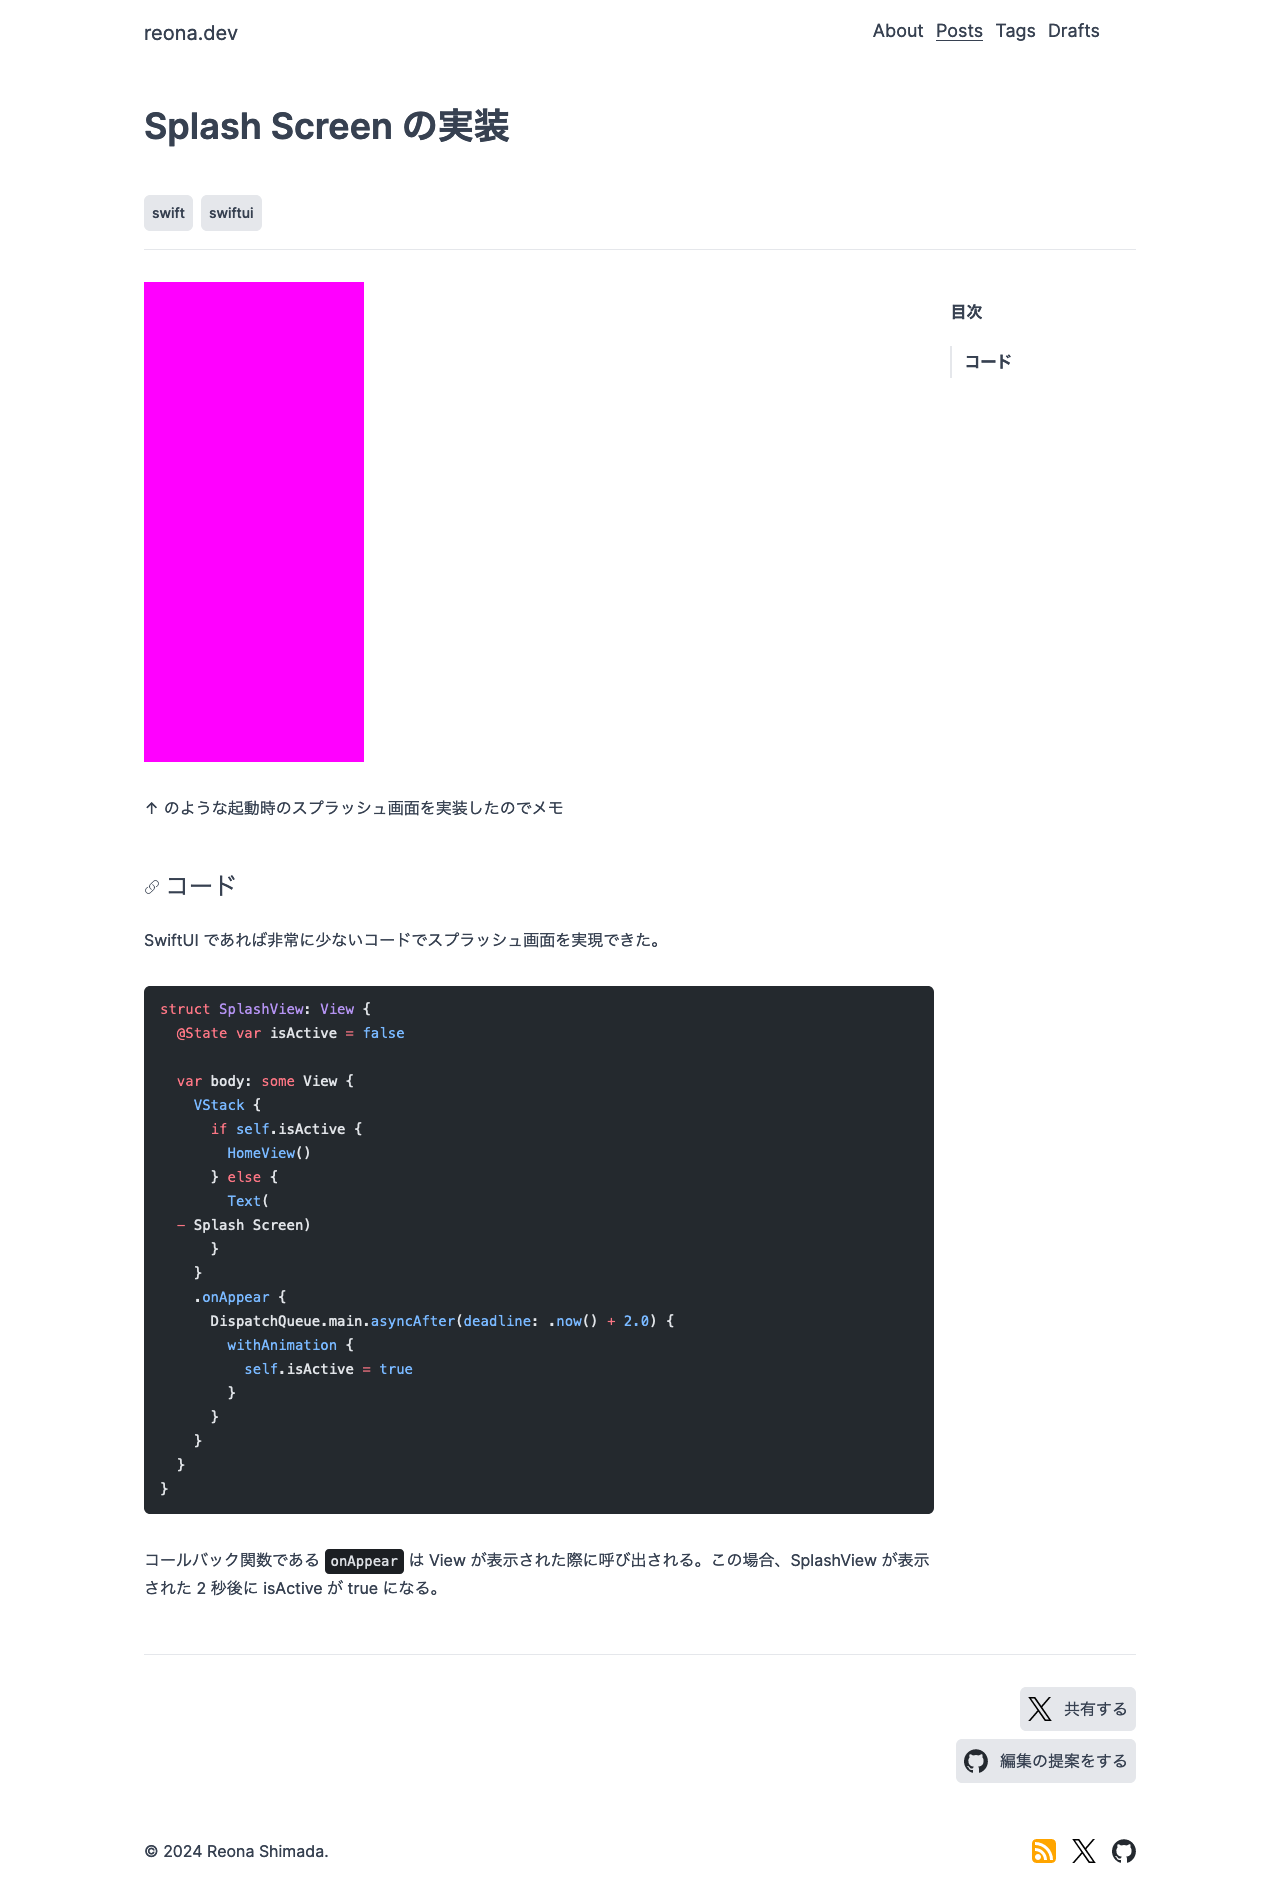 reona.dev
About Posts Tags Drafts
Splash Screen の実装
swift swiftui
目次
コード
↑ のような起動時のスプラッシュ画面を実装したのでメモ
コード
SwiftUI であれば非常に少ないコードでスプラッシュ画面を実現できた。
struct SplashView: View {
  @State var isActive = false

  var body: some View {
    VStack {
      if self.isActive {
        HomeView()
      } else {
        Text(
  — Splash Screen)
      }
    }
    .onAppear {
      DispatchQueue.main.asyncAfter(deadline: .now() + 2.0) {
        withAnimation {
          self.isActive = true
        }
      }
    }
  }
}
コールバック関数である onAppear は View が表示された際に呼び出される。この場合、SplashView が表示
された 2 秒後に isActive が true になる。
共有する
編集の提案をする
© 2024 Reona Shimada.